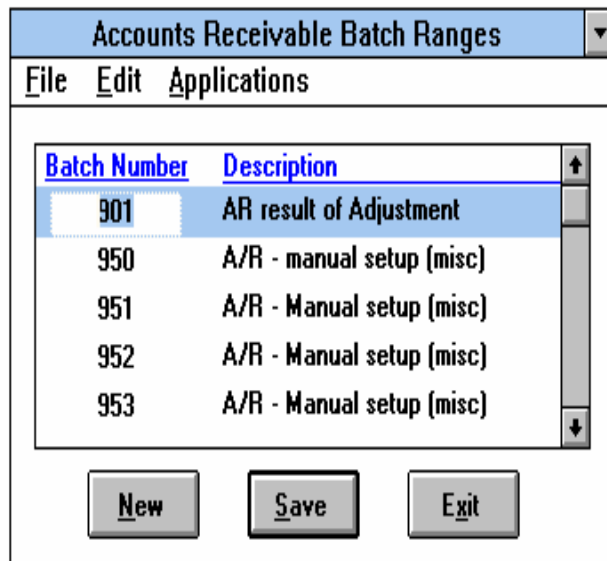 Accounts Receivable Batch Ranges
File Edit Applications
Batch Number Description
901 AR result of Adjustment
950 A/R - manual setup (misc)
951 A/R - Manual setup (misc)
952 A/R - Manual setup (misc)
953 A/R - Manual setup (misc)
New Save Exit